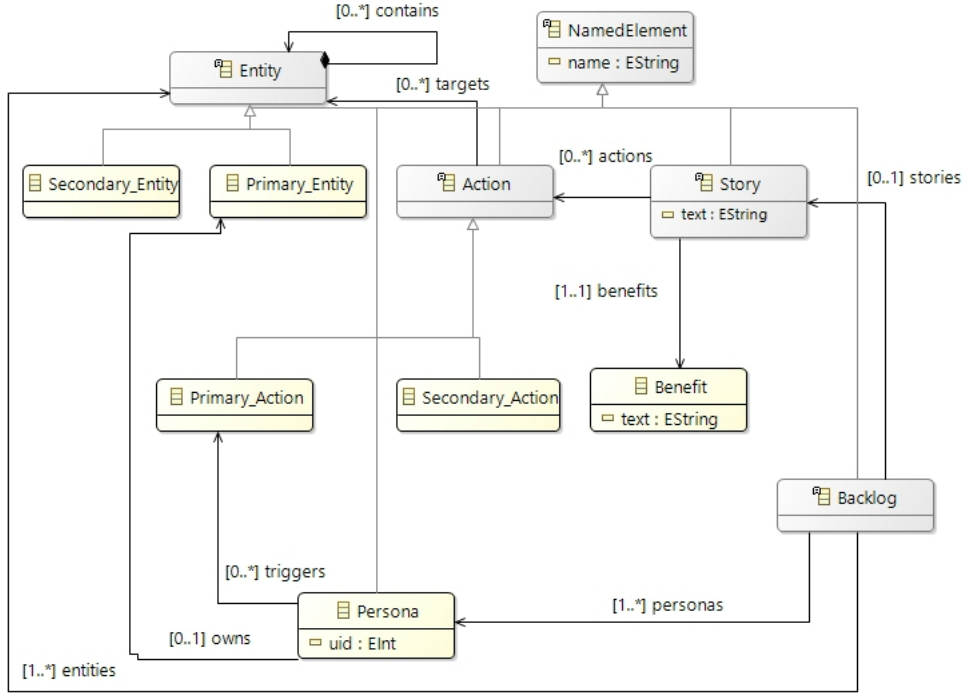 [0..*] contains
NamedElement
name : EString
Entity
[0..*] targets
Secondary_Entity
Primary_Entity
Action
[0..*] actions
Story
text : EString
[0..1] stories
[1..1] benefits
Primary_Action
Secondary_Action
Benefit
text : EString
Backlog
[0..*] triggers
Persona
uid : EInt
[1..*] personas
[0..1] owns
[1..*] entities